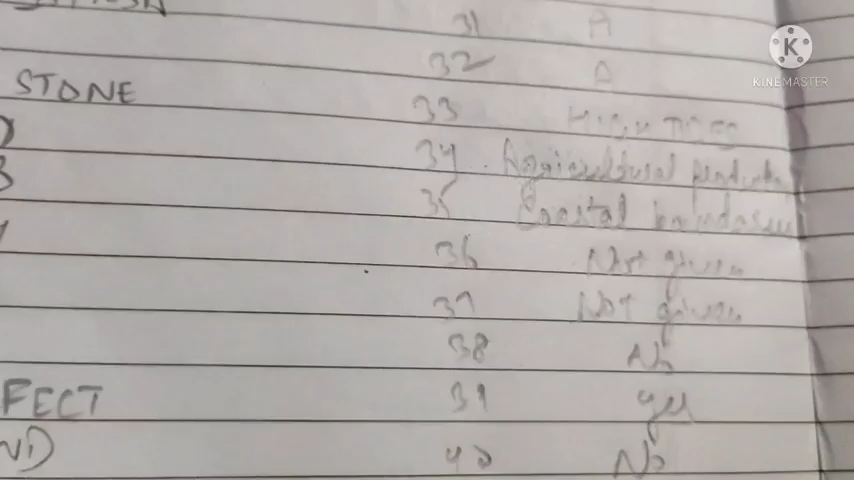 31 A
32 A
STONE
33 HIGH TIDES
34 Agricultural products
35 Coastal
36 Not given
37 Not given
38 No
FECT 39 yes
ND 40 No
K
KINEMASTER